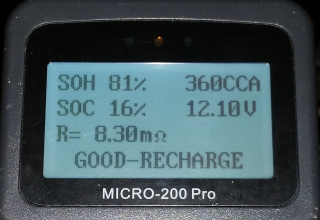 SOH 81% 360CCA
SOC 16% 12.10V
R= 8.30mΩ
GOOD-RECHARGE
MICRO-200 Pro